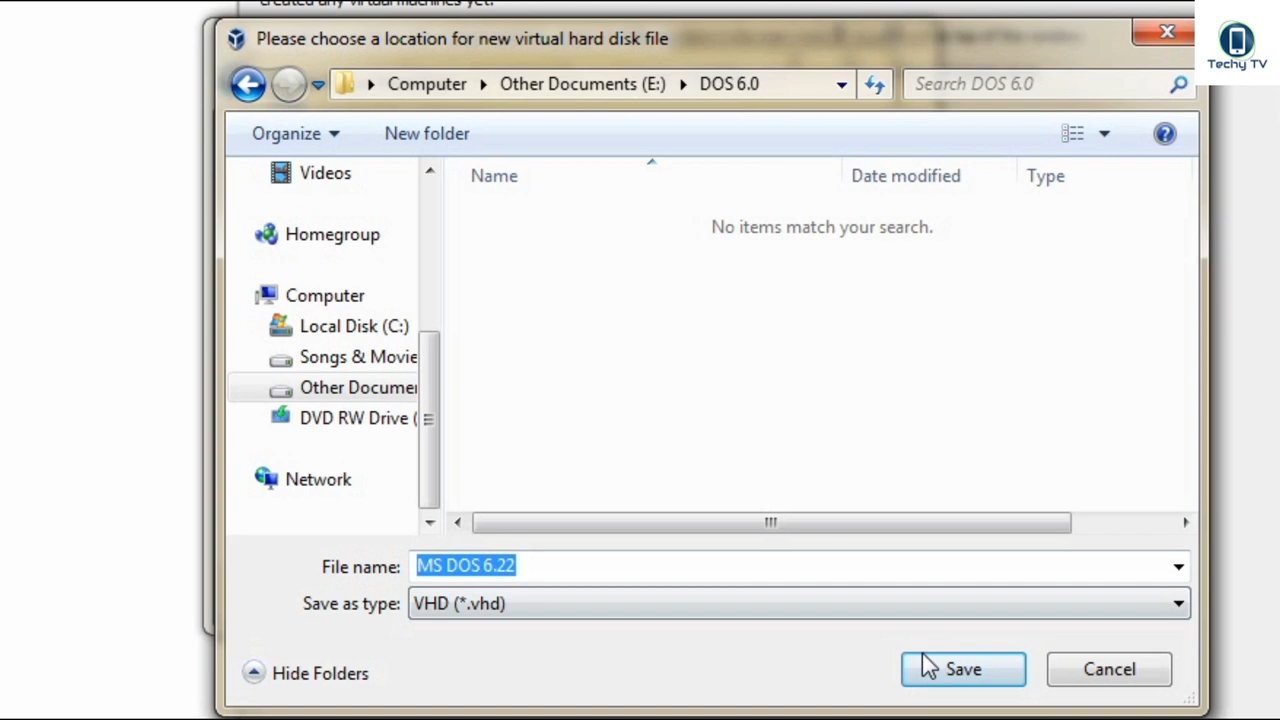 created any virtual machines yet.
Please choose a location for new virtual hard disk file
Techy TV
Computer
Other Documents (E:)
DOS 6.0
Search DOS 6.0
Organize
New folder
Videos
Name
Date modified
Type
No items match your search.
Homegroup
Computer
Local Disk (C:)
Songs & Movie
Other Documer
DVD RW Drive (
Network
File name:
MS DOS 6.22
Save as type:
VHD (*.vhd)
Hide Folders
Save
Cancel